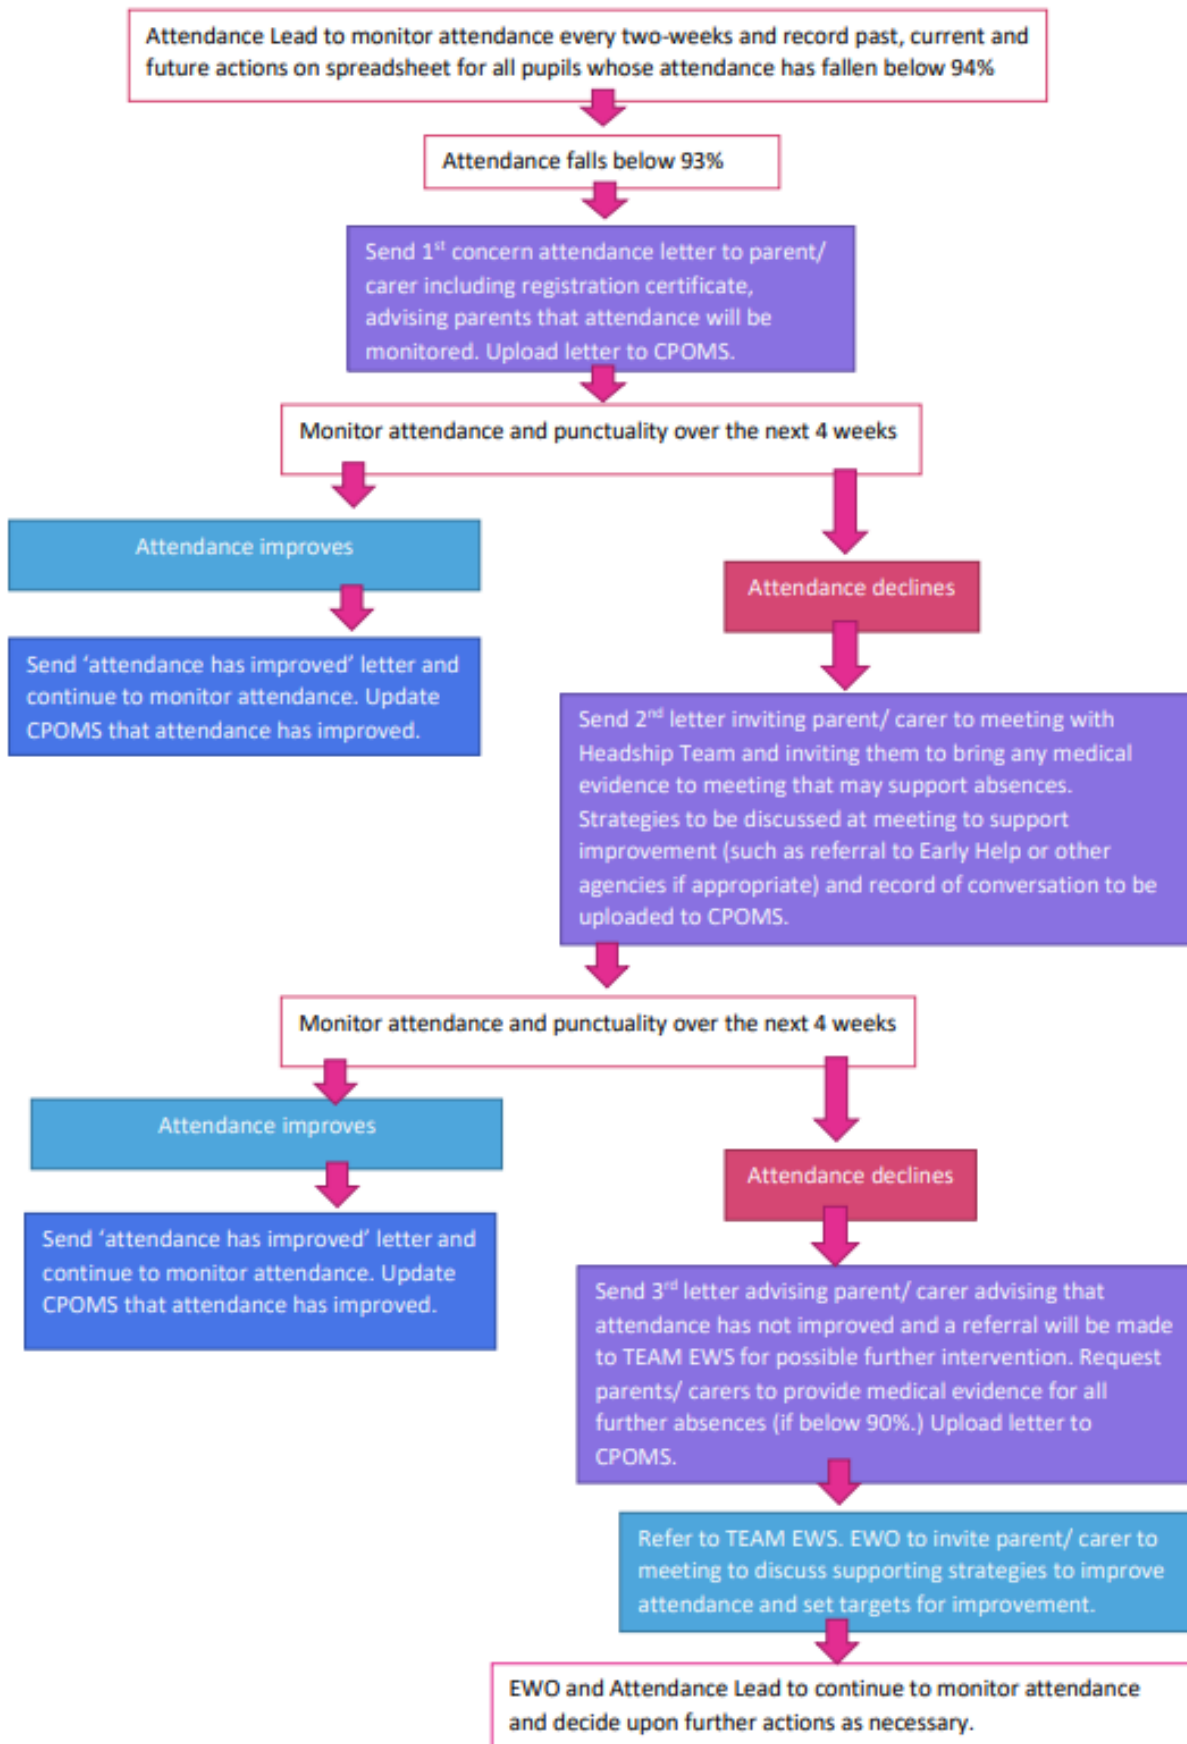 Attendance Lead to monitor attendance every two-weeks and record past, current and
future actions on spreadsheet for all pupils whose attendance has fallen below 94%
Attendance falls below 93%
Send 1st concern attendance letter to parent/
carer including registration certificate,
advising parents that attendance will be
monitored. Upload letter to CPOMS.
Monitor attendance and punctuality over the next 4 weeks
Attendance improves
Attendance declines
Send ‘attendance has improved’ letter and
continue to monitor attendance. Update
CPOMS that attendance has improved.
Send 2nd letter inviting parent/ carer to meeting with
Headship Team and inviting them to bring any medical
evidence to meeting that may support absences.
Strategies to be discussed at meeting to support
improvement (such as referral to Early Help or other
agencies if appropriate) and record of conversation to be
uploaded to CPOMS.
Monitor attendance and punctuality over the next 4 weeks
Attendance improves
Attendance declines
Send ‘attendance has improved’ letter and
continue to monitor attendance. Update
CPOMS that attendance has improved.
Send 3rd letter advising parent/ carer advising that
attendance has not improved and a referral will be made
to TEAM EWS for possible further intervention. Request
parents/ carers to provide medical evidence for all
further absences (if below 90%.) Upload letter to
CPOMS.
Refer to TEAM EWS. EWO to invite parent/ carer to
meeting to discuss supporting strategies to improve
attendance and set targets for improvement.
EWO and Attendance Lead to continue to monitor attendance
and decide upon further actions as necessary.